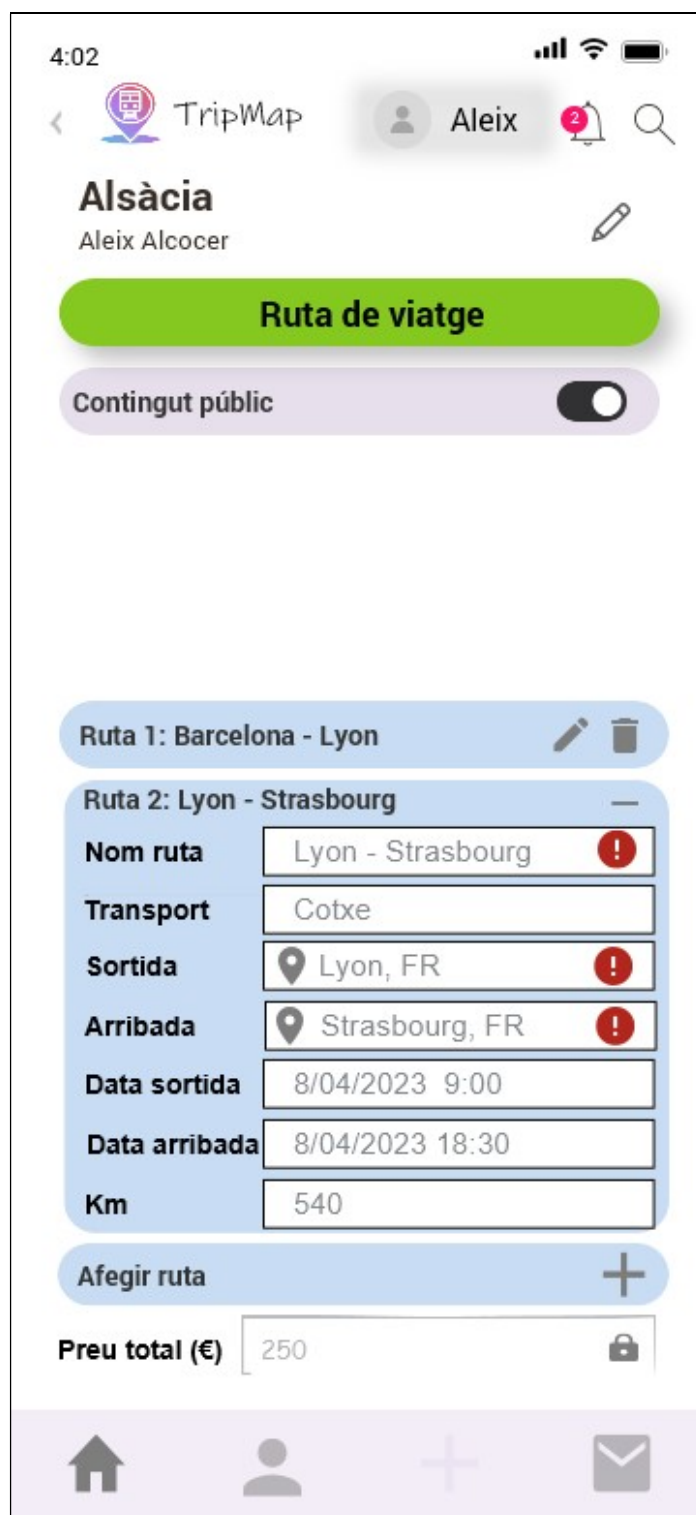 4:02
TripMap
Aleix
2
Alsàcia
Aleix Alcocer
Ruta de viatge
Contingut públic
Ruta 1: Barcelona - Lyon
Ruta 2: Lyon - Strasbourg
Nom ruta Lyon - Strasbourg !
Transport Cotxe
Sortida Lyon, FR !
Arribada Strasbourg, FR !
Data sortida 8/04/2023 9:00
Data arribada 8/04/2023 18:30
Km 540
Afegir ruta
Preu total (€) 250